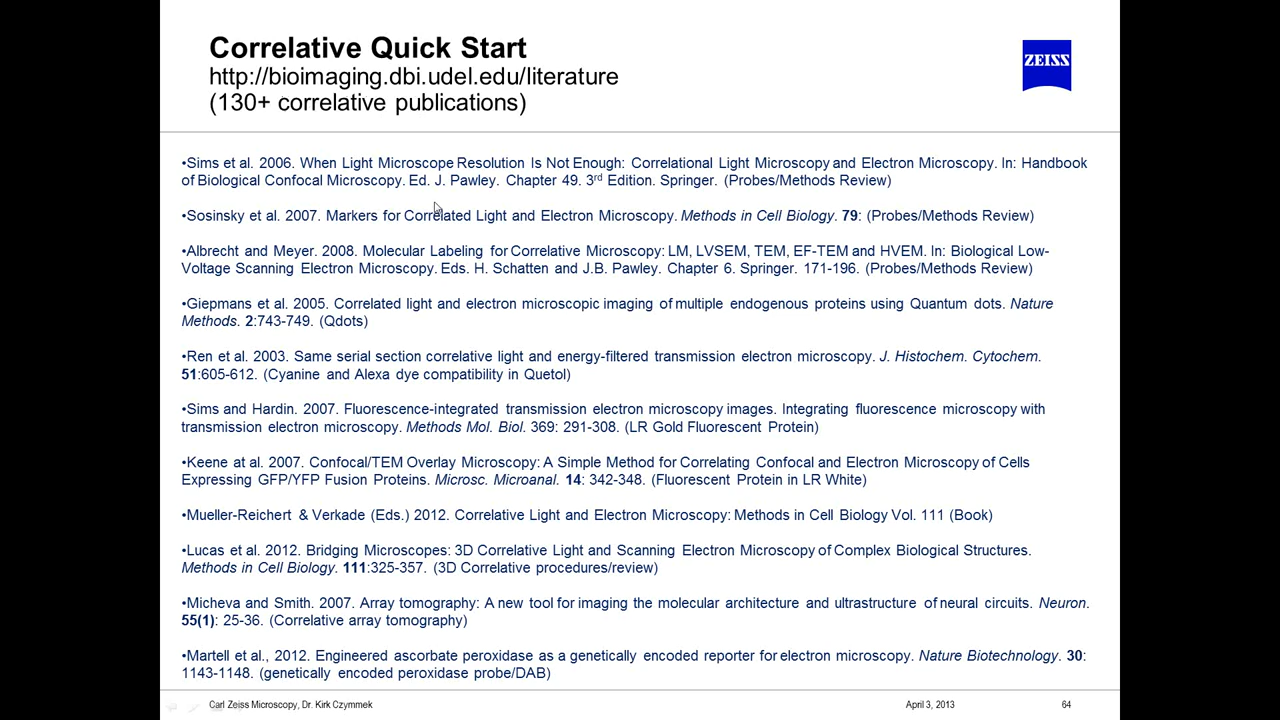 Correlative Quick Start
http://bioimaging.dbi.udel.edu/literature
(130+ correlative publications)
ZEISS
•Sims et al. 2006. When Light Microscope Resolution Is Not Enough: Correlational Light Microscopy and Electron Microscopy. In: Handbook
of Biological Confocal Microscopy. Ed. J. Pawley. Chapter 49. 3rd Edition. Springer. (Probes/Methods Review)
•Sosinsky et al. 2007. Markers for Correlated Light and Electron Microscopy. Methods in Cell Biology. 79: (Probes/Methods Review)
•Albrecht and Meyer. 2008. Molecular Labeling for Correlative Microscopy: LM, LVSEM, TEM, EF-TEM and HVEM. In: Biological Low-
Voltage Scanning Electron Microscopy. Eds. H. Schatten and J.B. Pawley. Chapter 6. Springer. 171-196. (Probes/Methods Review)
•Giepmans et al. 2005. Correlated light and electron microscopic imaging of multiple endogenous proteins using Quantum dots. Nature
Methods. 2:743-749. (Qdots)
•Ren et al. 2003. Same serial section correlative light and energy-filtered transmission electron microscopy. J. Histochem. Cytochem.
51:605-612. (Cyanine and Alexa dye compatibility in Quetol)
•Sims and Hardin. 2007. Fluorescence-integrated transmission electron microscopy images. Integrating fluorescence microscopy with
transmission electron microscopy. Methods Mol. Biol. 369: 291-308. (LR Gold Fluorescent Protein)
•Keene at al. 2007. Confocal/TEM Overlay Microscopy: A Simple Method for Correlating Confocal and Electron Microscopy of Cells
Expressing GFP/YFP Fusion Proteins. Microsc. Microanal. 14: 342-348. (Fluorescent Protein in LR White)
•Mueller-Reichert & Verkade (Eds.) 2012. Correlative Light and Electron Microscopy: Methods in Cell Biology Vol. 111 (Book)
•Lucas et al. 2012. Bridging Microscopes: 3D Correlative Light and Scanning Electron Microscopy of Complex Biological Structures.
Methods in Cell Biology. 111:325-357. (3D Correlative procedures/review)
•Micheva and Smith. 2007. Array tomography: A new tool for imaging the molecular architecture and ultrastructure of neural circuits. Neuron.
55(1): 25-36. (Correlative array tomography)
•Martell et al., 2012. Engineered ascorbate peroxidase as a genetically encoded reporter for electron microscopy. Nature Biotechnology. 30:
1143-1148. (genetically encoded peroxidase probe/DAB)
Carl Zeiss Microscopy, Dr. Kirk Czymmek
April 3, 2013
64